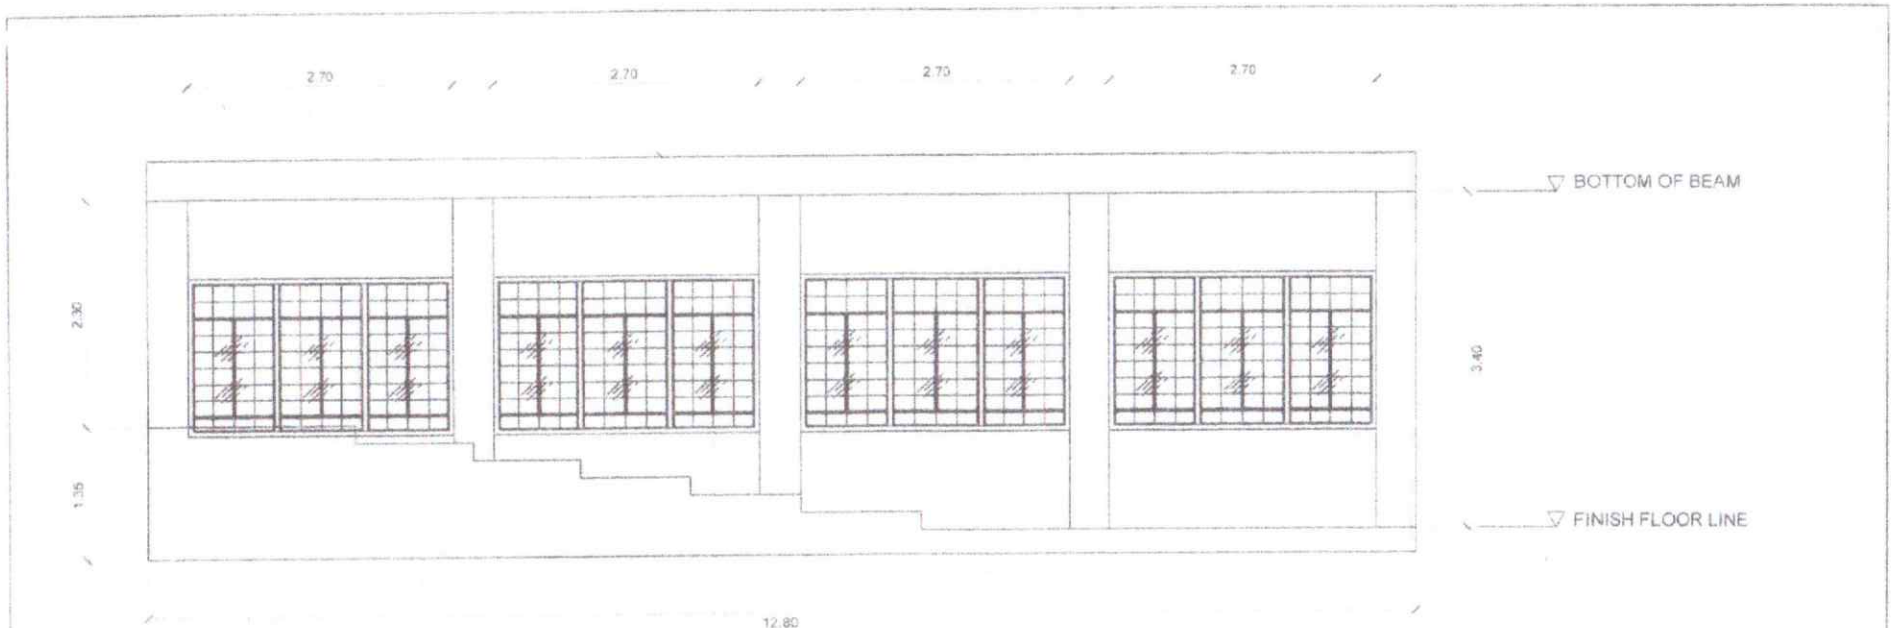 2.70 2.70 2.70 2.70
BOTTOM OF BEAM
2.30
3.40
1.35
FINISH FLOOR LINE
12.80